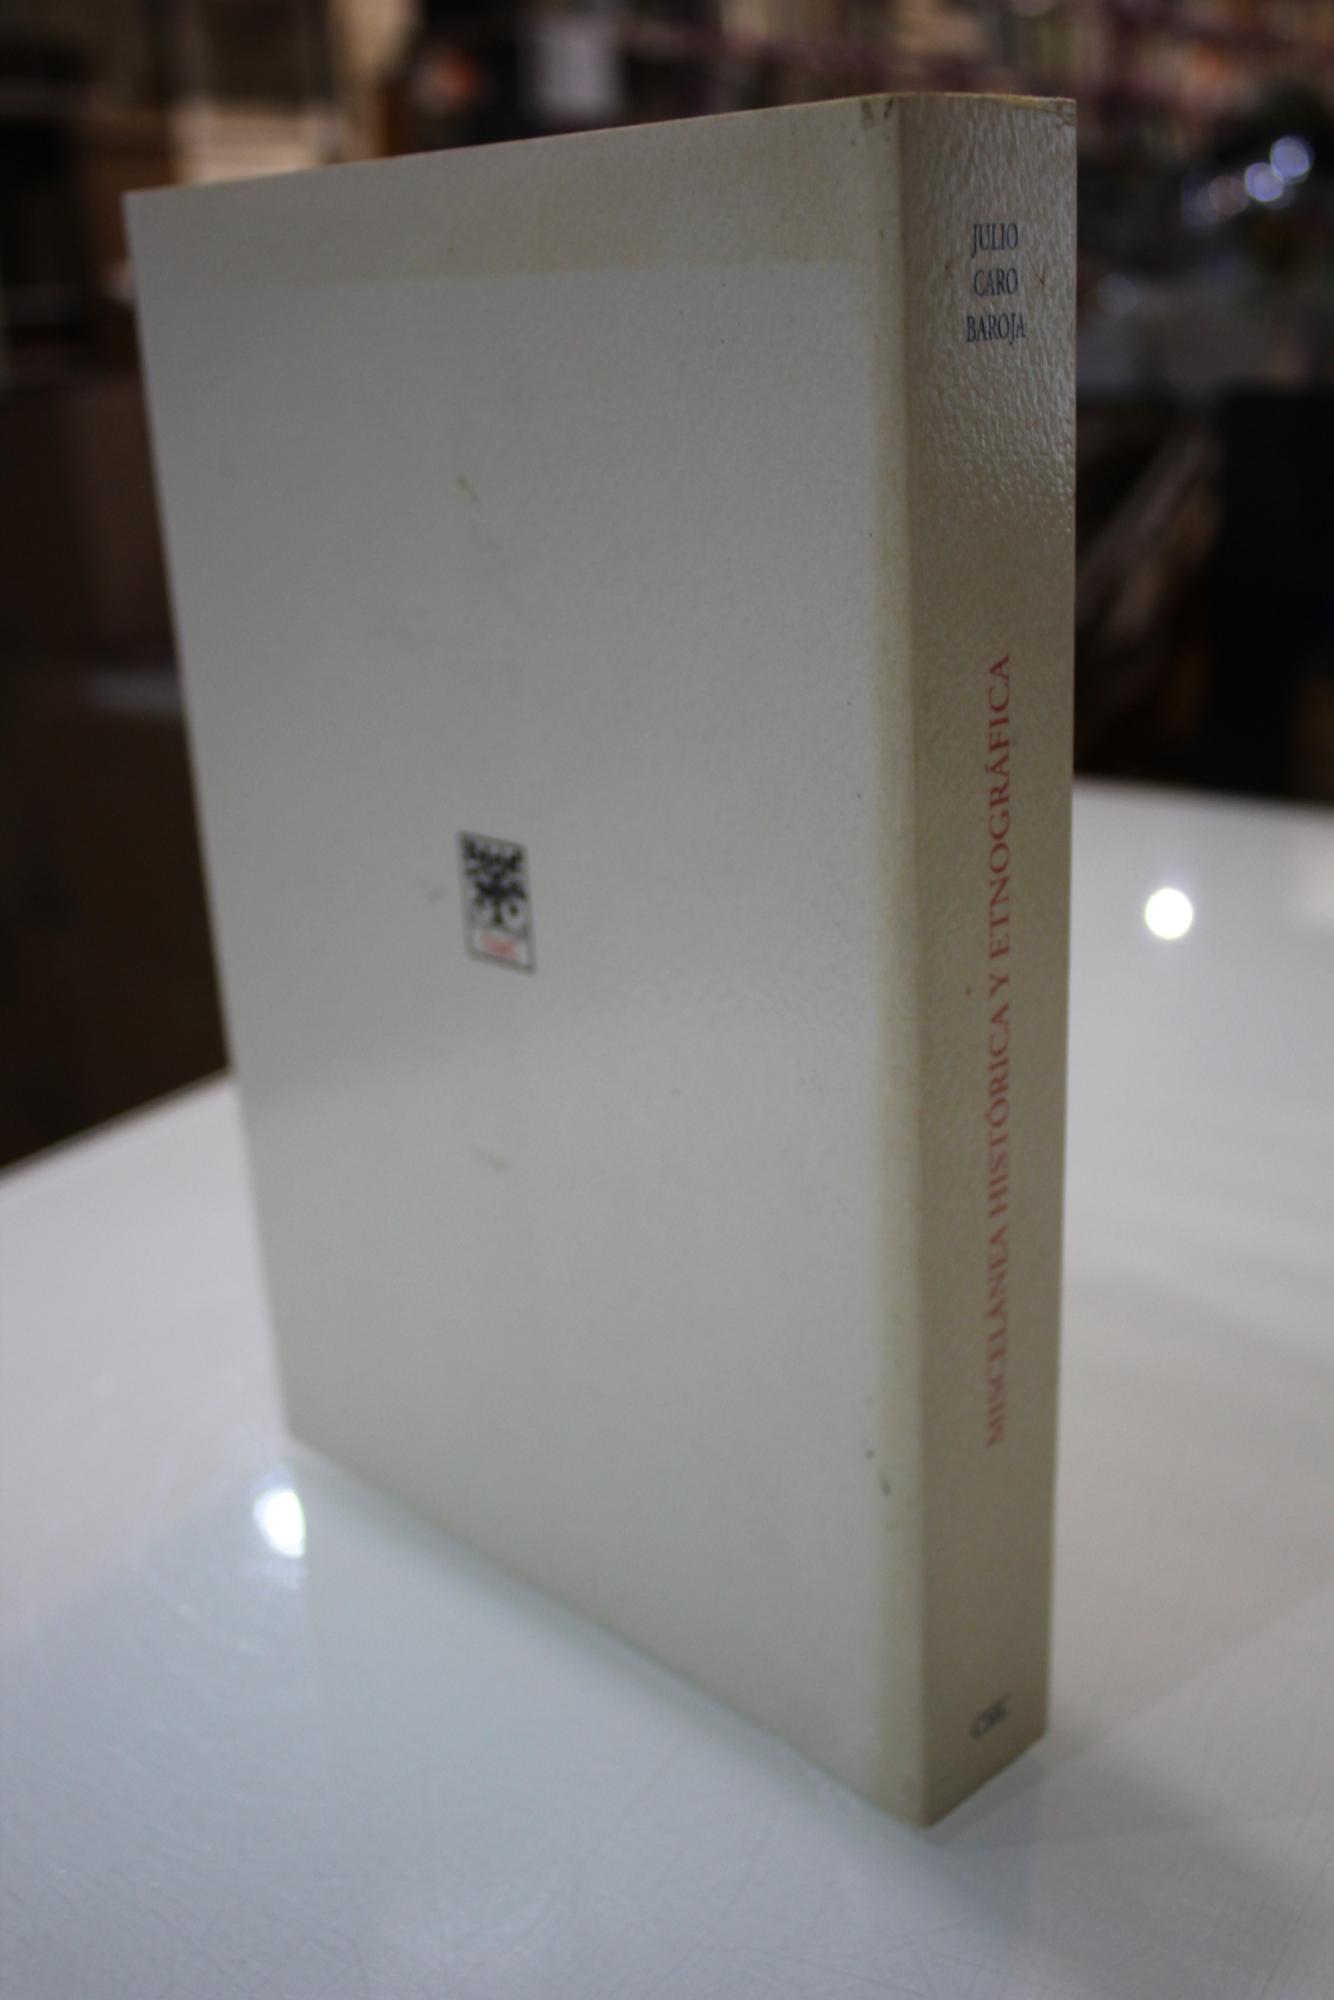 JULIO
CARO
BAROJA
MISCELÁNEA HISTÓRICA Y ETNOGRÁFICA
CSIC